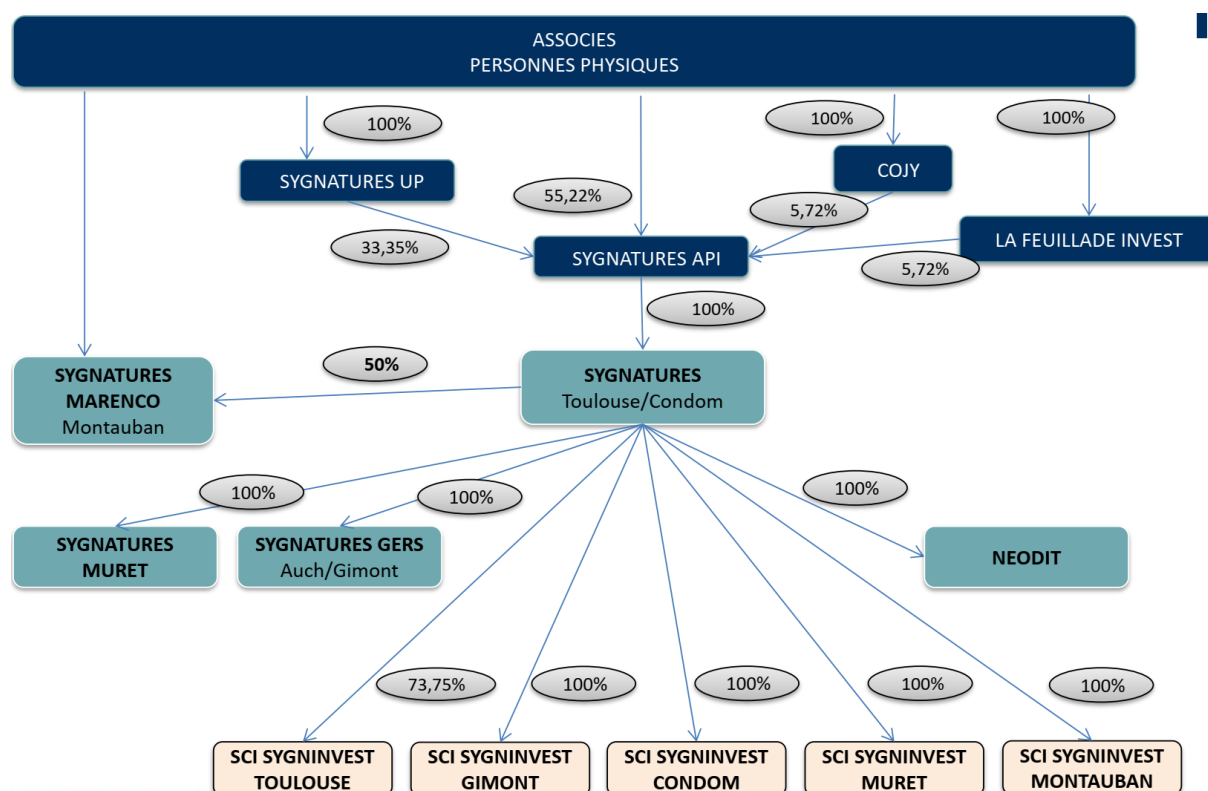 ASSOCIES
PERSONNES PHYSIQUES
100%
100%
100%
SYGNATURES UP
COJY
55,22%
5,72%
33,35%
SYGNATURES API
LA FEUILLADE INVEST
5,72%
100%
50%
SYGNATURES
MARENCO
Montauban
SYGNATURES
Toulouse/Condom
100%
100%
100%
SYGNATURES
MURET
SYGNATURES GERS
Auch/Gimont
NEODIT
73,75%
100%
100%
100%
100%
SCI SYGNINVEST
TOULOUSE
SCI SYGNINVEST
GIMONT
SCI SYGNINVEST
CONDOM
SCI SYGNINVEST
MURET
SCI SYGNINVEST
MONTAUBAN